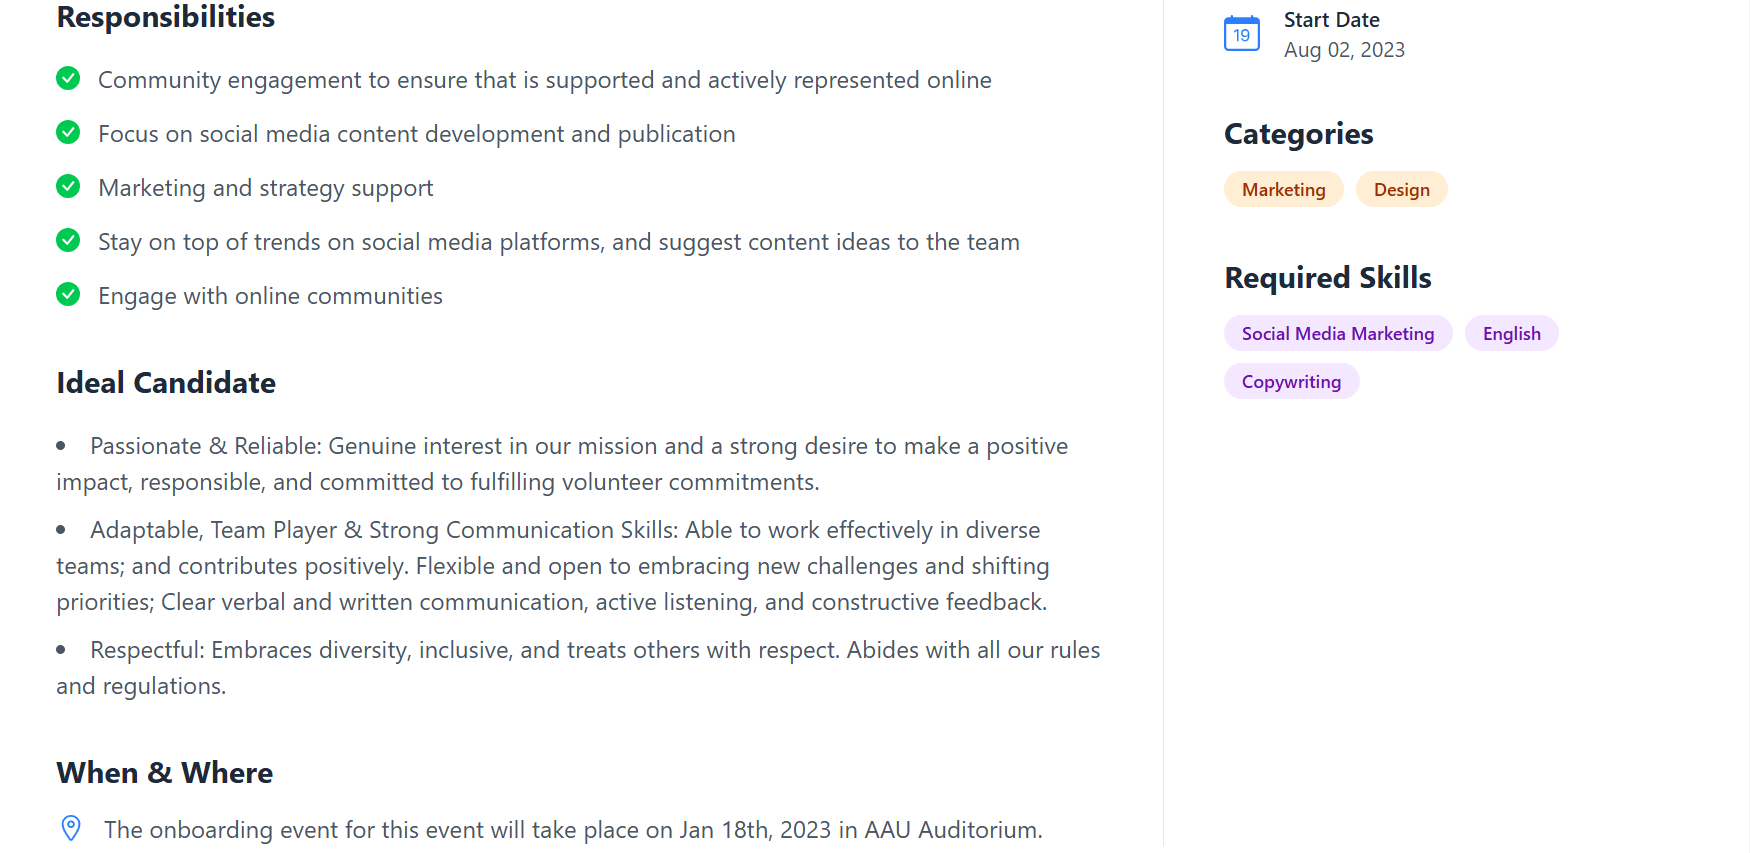 Responsibilities
Community engagement to ensure that is supported and actively represented online
Focus on social media content development and publication
Marketing and strategy support
Stay on top of trends on social media platforms, and suggest content ideas to the team
Engage with online communities
Ideal Candidate
• Passionate & Reliable: Genuine interest in our mission and a strong desire to make a positive
impact, responsible, and committed to fulfilling volunteer commitments.
• Adaptable, Team Player & Strong Communication Skills: Able to work effectively in diverse
teams; and contributes positively. Flexible and open to embracing new challenges and shifting
priorities; Clear verbal and written communication, active listening, and constructive feedback.
• Respectful: Embraces diversity, inclusive, and treats others with respect. Abides with all our rules
and regulations.
When & Where
The onboarding event for this event will take place on Jan 18th, 2023 in AAU Auditorium.
19
Start Date
Aug 02, 2023
Categories
Marketing Design
Required Skills
Social Media Marketing English
Copywriting